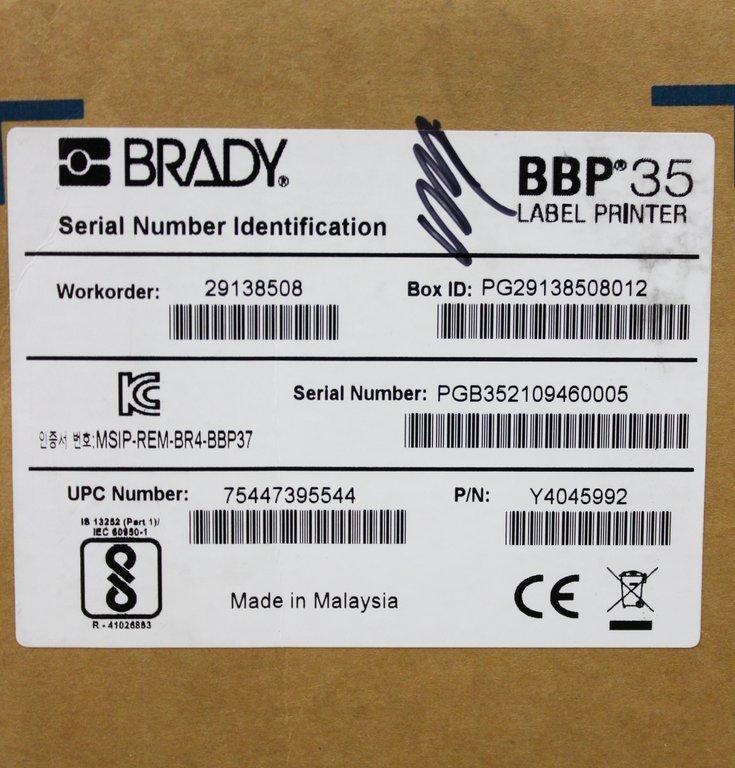 BRADY®
BBP® 35
LABEL PRINTER
Serial Number Identification
Workorder: 29138508
Box ID: PG29138508012
Serial Number: PGB352109460005
인증서 번호:MSIP-REM-BR4-BBP37
UPC Number: 75447395544
P/N: Y4045992
IS 13252 (Part 1)/
IEC 60950-1
R - 41026883
Made in Malaysia
CE